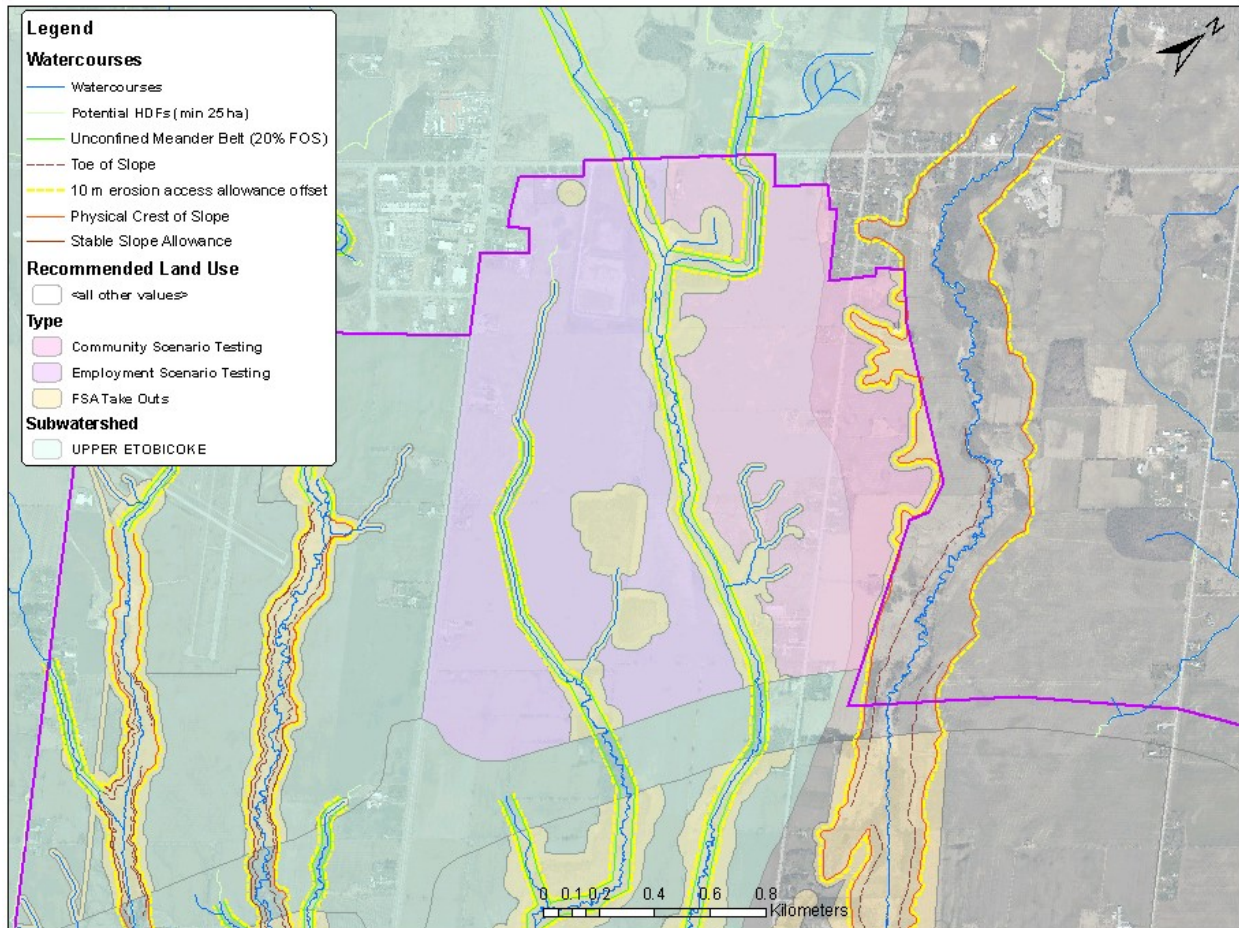 Legend
Watercourses
Watercourses
Potential HDFs (min 25 ha)
Unconfined Meander Belt (20% FOS)
Toe of Slope
10 m erosion access allowance offset
Physical Crest of Slope
Stable Slope Allowance
Recommended Land Use
<all other values>
Type
Community Scenario Testing
Employment Scenario Testing
FSA Take Outs
Subwatershed
UPPER ETOBICOKE
N
0 0.1 0.2 0.4 0.6 0.8
Kilometers